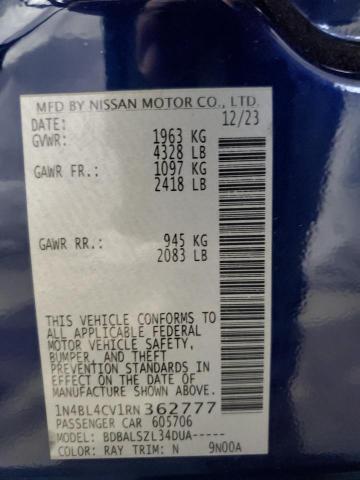 MFD BY NISSAN MOTOR CO., LTD.
DATE: 12/23
GVWR: 1963 KG
4328 LB
GAWR FR.: 1097 KG
2418 LB
GAWR RR.: 945 KG
2083 LB
THIS VEHICLE CONFORMS TO
ALL APPLICABLE FEDERAL
MOTOR VEHICLE SAFETY,
BUMPER, AND THEFT
PREVENTION STANDARDS IN
EFFECT ON THE DATE OF
MANUFACTURE SHOWN ABOVE.
1N4BL4CV1RN362777
PASSENGER CAR 605706
MODEL: BDBALSZL34DUA-----
COLOR: RAY TRIM: N 9N00A